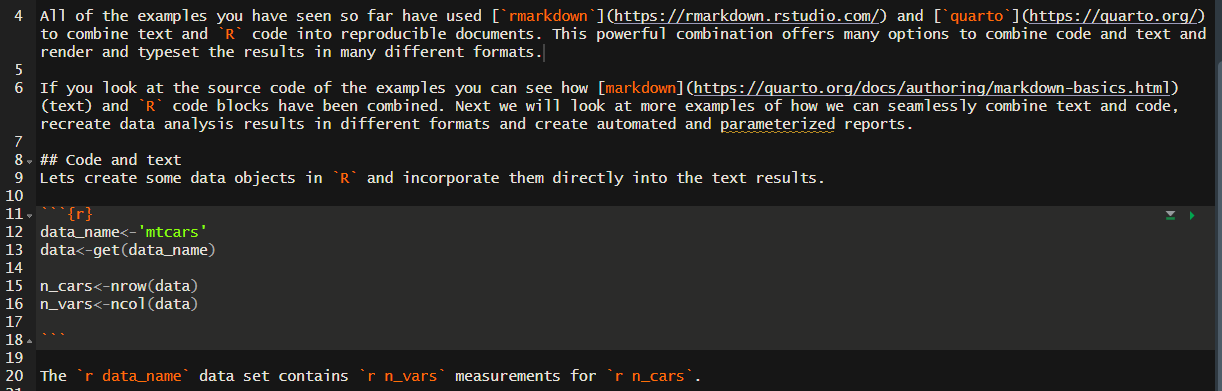 4 All of the examples you have seen so far have used [`rmarkdown`](https://rmarkdown.rstudio.com/) and [`quarto`](https://quarto.org/)
to combine text and `R` code into reproducible documents. This powerful combination offers many options to combine code and text and
render and typeset the results in many different formats.
5
6 If you look at the source code of the examples you can see how [markdown](https://quarto.org/docs/authoring/markdown-basics.html)
(text) and `R` code blocks have been combined. Next we will look at more examples of how we can seamlessly combine text and code,
recreate data analysis results in different formats and create automated and parameterized reports.
7
8 ## Code and text
9 Lets create some data objects in `R` and incorporate them directly into the text results.
10
11 ```{r}
12 data_name<-'mtcars'
13 data<-get(data_name)
14
15 n_cars<-nrow(data)
16 n_vars<-ncol(data)
17
18 ```
19
20 The `r data_name` data set contains `r n_vars` measurements for `r n_cars`.